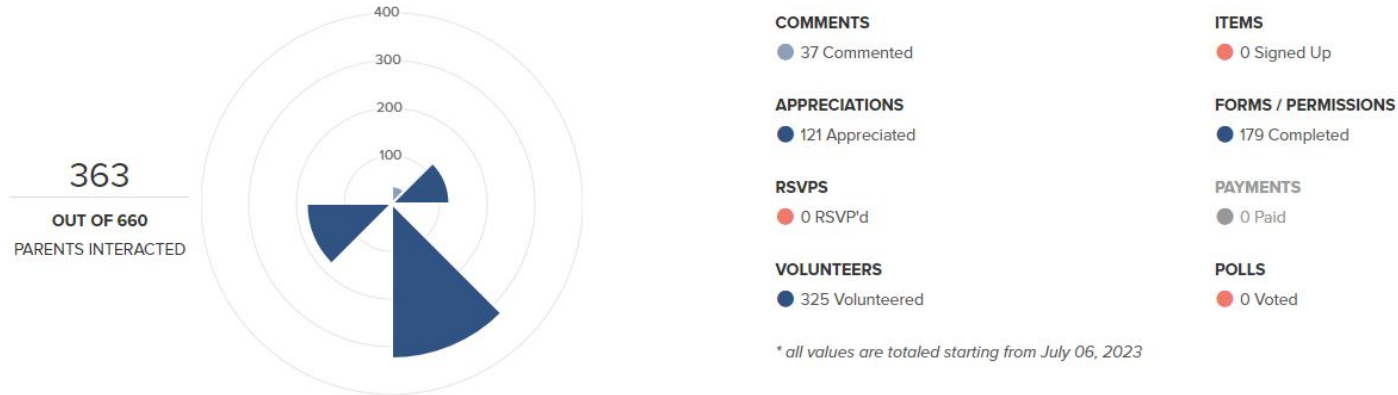 400
300
200
100
363
OUT OF 660
PARENTS INTERACTED
COMMENTS
37 Commented
APPRECIATIONS
121 Appreciated
RSVPS
0 RSVP'd
VOLUNTEERS
325 Volunteered
ITEMS
0 Signed Up
FORMS / PERMISSIONS
179 Completed
PAYMENTS
0 Paid
POLLS
0 Voted
* all values are totaled starting from July 06, 2023